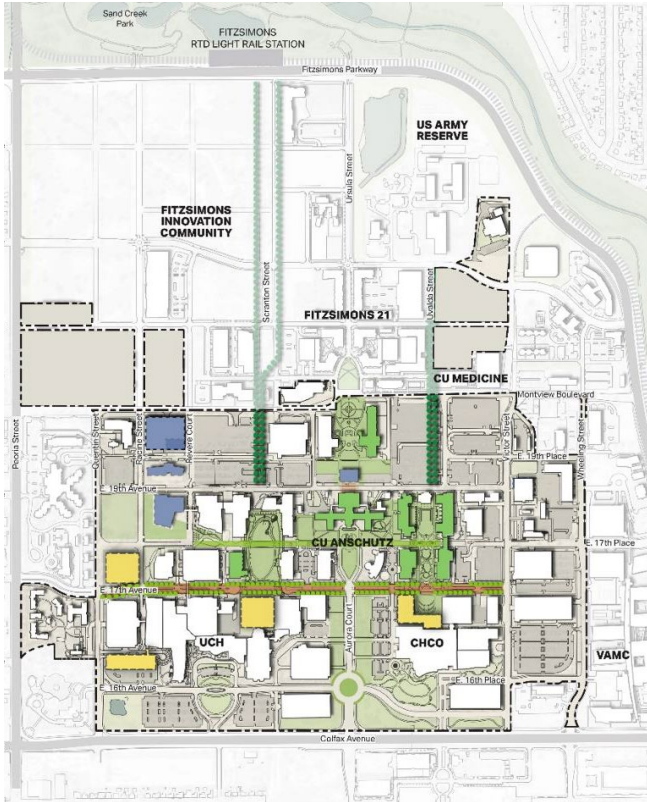 Sand Creek
Park
FITZSIMONS
RTD LIGHT RAIL STATION
Fitzsimons Parkway
US ARMY
RESERVE
Ursula Street
FITZSIMONS
INNOVATION
COMMUNITY
Scranton Street
Uvalda Street
FITZSIMONS 21
CU MEDICINE
Montview Boulevard
Peoria Street
Quentin Street
Racine Street
Revere Court
Victor Street
Wheeling Street
E. 19th Place
E. 19th Avenue
CU ANSCHUTZ
E. 17th Place
E. 17th Avenue
Aurora Court
UCH
CHCO
VAMC
E. 16th Avenue
E. 16th Place
Colfax Avenue